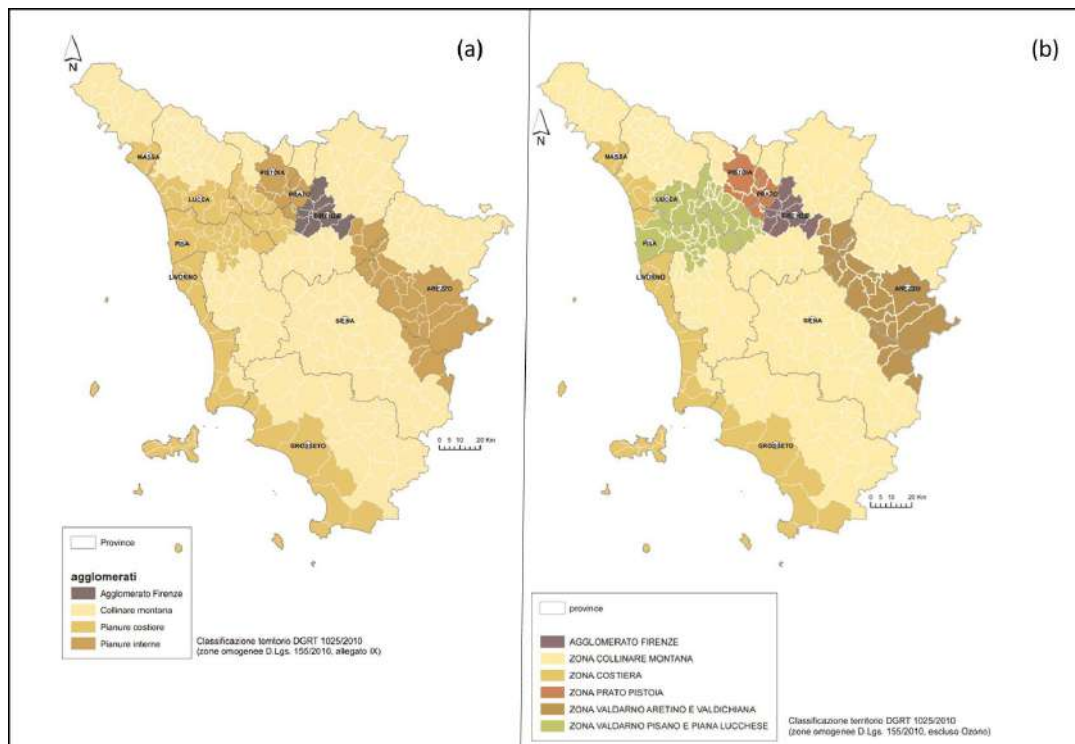 (a)
N
MASSA
PISTOIA
LUCCA
PRATO
FIRENZE
PISA
LIVORNO
AREZZO
SIENA
GROSSETO
0 5 10 20 Km
Province
agglomerati
Agglomerato Firenze
Collinare montana
Pianure costiere
Pianure interne
Classificazione territorio DGRT 1025/2010
(zone omogenee D.Lgs. 155/2010, allegato IX)
(b)
N
MASSA
PISTOIA
LUCCA
PRATO
FIRENZE
PISA
LIVORNO
AREZZO
SIENA
GROSSETO
0 5 10 20 Km
province
AGGLOMERATO FIRENZE
ZONA COLLINARE MONTANA
ZONA COSTIERA
ZONA PRATO PISTOIA
ZONA VALDARNO ARETINO E VALDICHIANA
ZONA VALDARNO PISANO E PIANA LUCCHESE
Classificazione territorio DGRT 1025/2010
(zone omogenee D.Lgs. 155/2010, escluso Ozono)